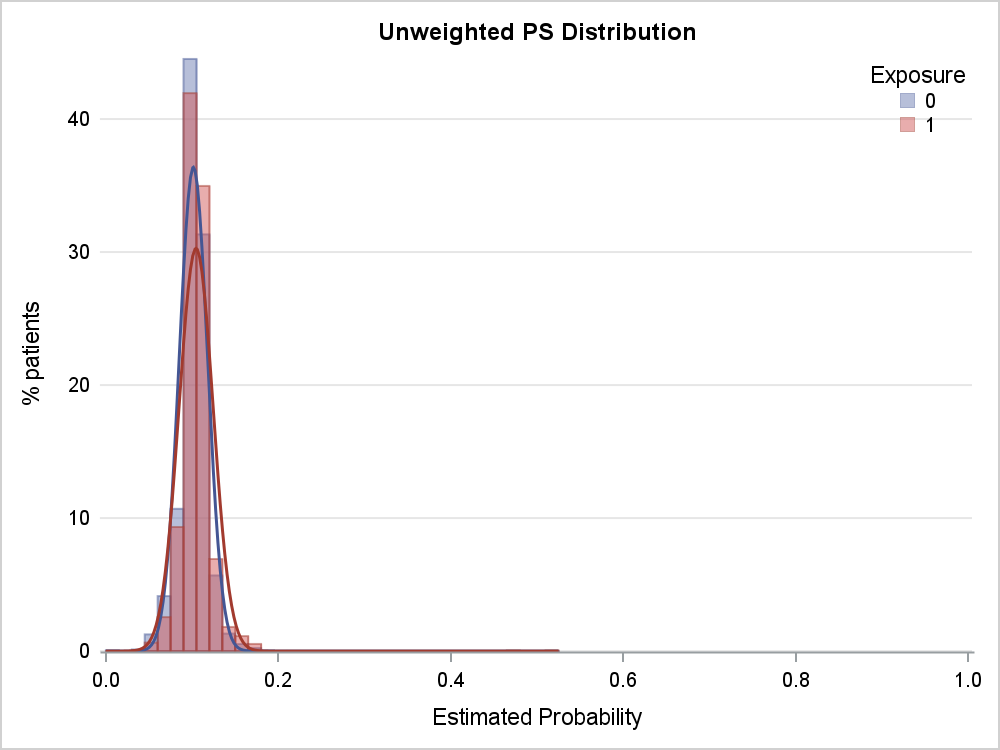 Unweighted PS Distribution
Exposure
0
1
40
30
20
10
0
% patients
0.0 0.2 0.4 0.6 0.8 1.0
Estimated Probability